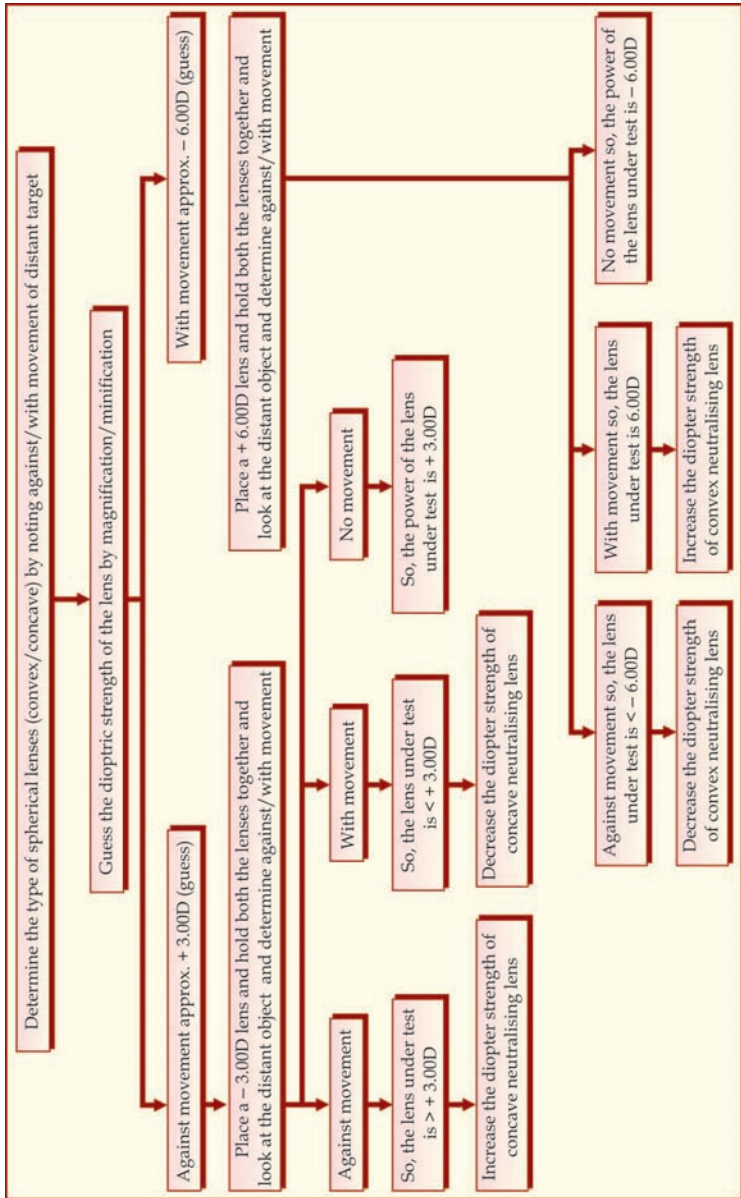 Determine the type of spherical lenses (convex/concave) by noting against/with movement of distant target
Guess the dioptric strength of the lens by magnification/minification
Against movement approx. + 3.00D (guess)
With movement approx. – 6.00D (guess)
Place a – 3.00D lens and hold both the lenses together and
look at the distant object and determine against/with movement
Place a + 6.00D lens and hold both the lenses together and
look at the distant object and determine against/with movement
Against movement
With movement
No movement
So, the lens under test
is > + 3.00D
So, the lens under test
is < + 3.00D
So, the power of the lens
under test is + 3.00D
Increase the diopter strength of
concave neutralising lens
Decrease the diopter strength of
concave neutralising lens
Against movement so, the lens
under test is < – 6.00D
With movement so, the lens
under test is 6.00D
No movement so, the power of
the lens under test is – 6.00D
Decrease the diopter strength
of convex neutralising lens
Increase the diopter strength
of convex neutralising lens